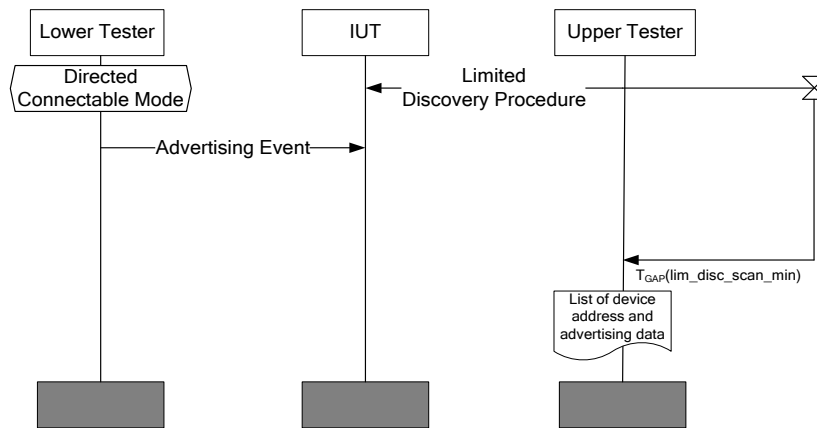 Lower Tester
IUT
Upper Tester
Directed
Connectable Mode
Limited
Discovery Procedure
Advertising Event
TGAP(lim_disc_scan_min)
List of device
address and
advertising data